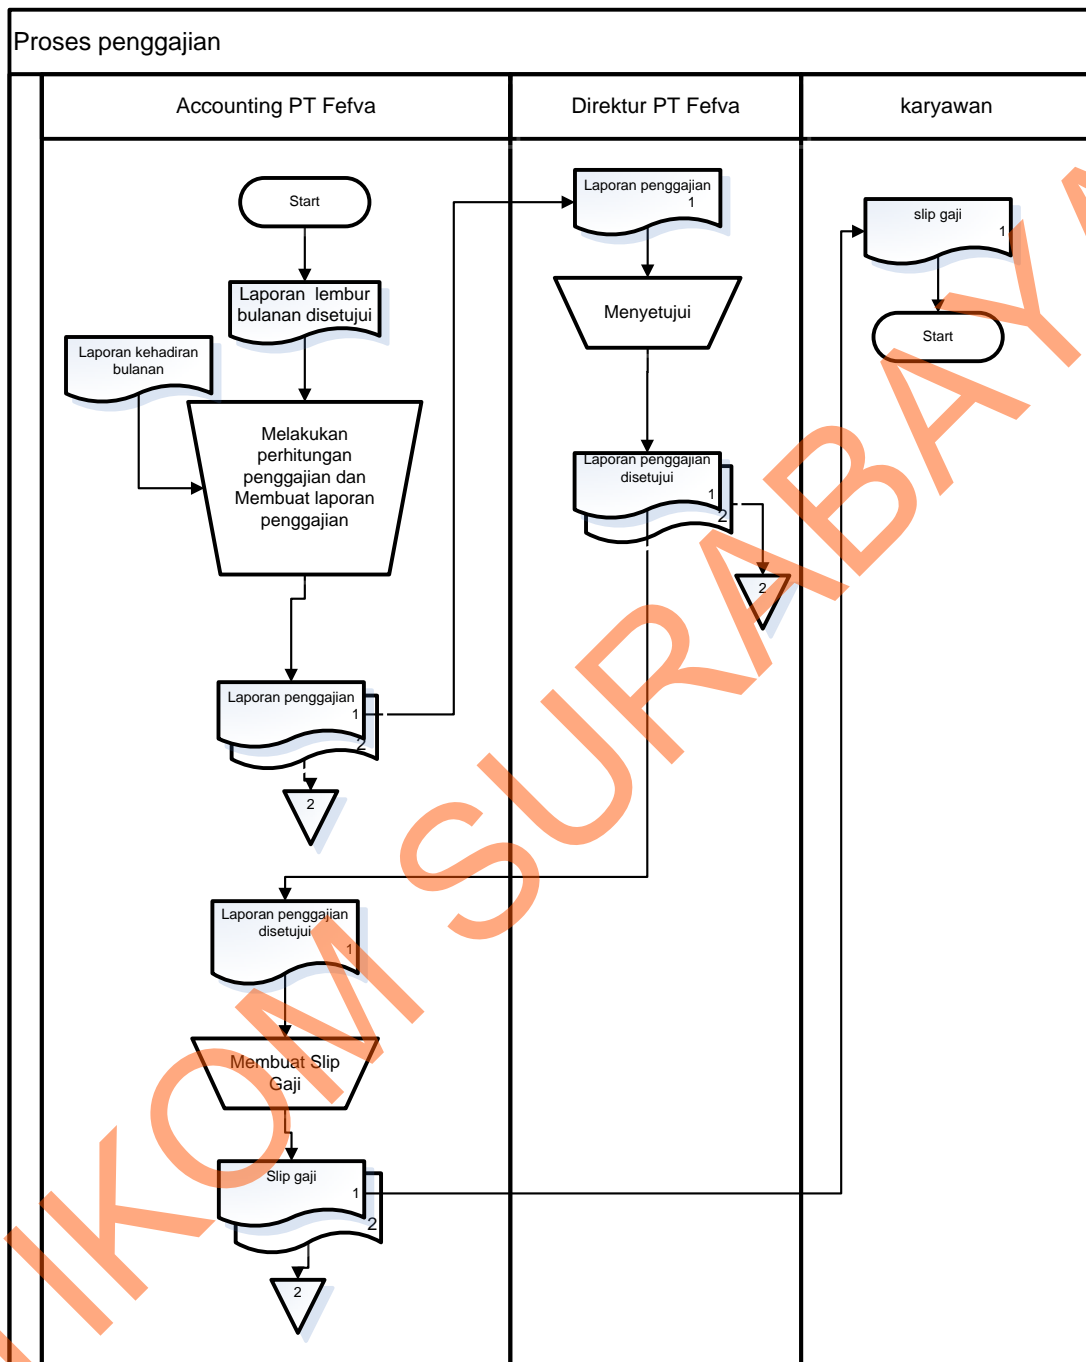 Proses penggajian
Accounting PT Fefva
Direktur PT Fefva
karyawan
Start
Laporan lembur
bulanan disetujui
Laporan kehadiran
bulanan
Melakukan
perhitungan
penggajian dan
Membuat laporan
penggajian
Laporan penggajian
1
2
2
Laporan penggajian
disetujui
1
Membuat Slip
Gaji
Slip gaji
1
2
2
Laporan penggajian
1
Menyetujui
Laporan penggajian
disetujui
1
2
2
slip gaji
1
Start
IKOM SURABAYA